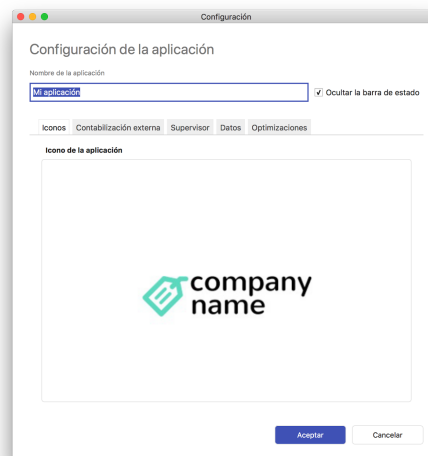 Configuración
Configuración de la aplicación
Nombre de la aplicación
Mi aplicación
Ocultar la barra de estado
Iconos Contabilización externa Supervisor Datos Optimizaciones
Icono de la aplicación
company
name
Aceptar Cancelar